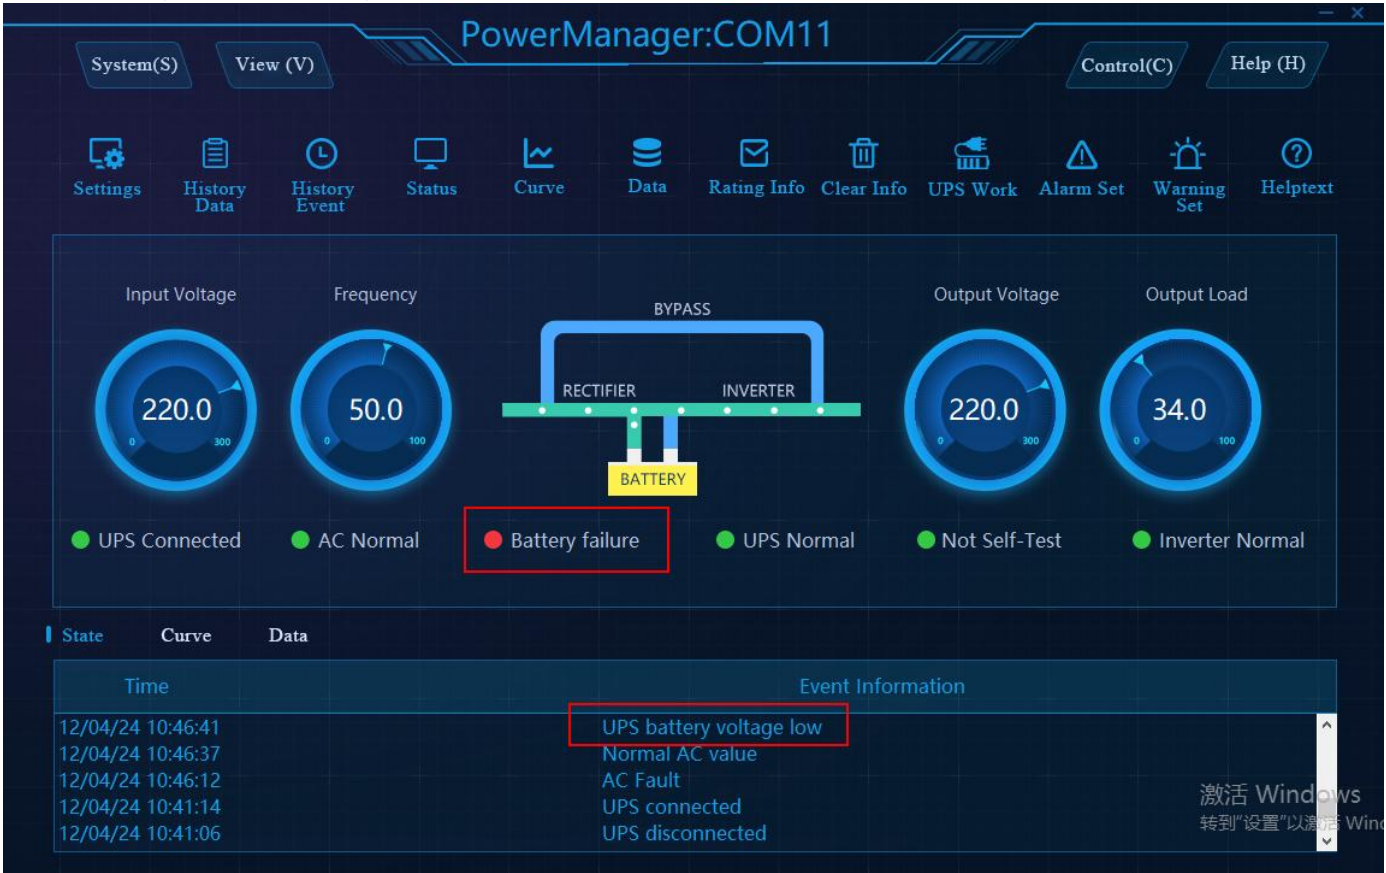 PowerManager:COM11
System(S)
View (V)
Control(C)
Help (H)
Settings
History
Data
History
Event
Status
Curve
Data
Rating Info
Clear Info
UPS Work
Alarm Set
Warning
Set
Helptext
Input Voltage
Frequency
BYPASS
Output Voltage
Output Load
RECTIFIER
INVERTER
220.0
0
300
50.0
0
100
220.0
0
300
34.0
0
100
BATTERY
UPS Connected
AC Normal
Battery failure
UPS Normal
Not Self-Test
Inverter Normal
State
Curve
Data
Time
Event Information
12/04/24 10:46:41 UPS battery voltage low
12/04/24 10:46:37 Normal AC value
12/04/24 10:46:12 AC Fault
12/04/24 10:41:14 UPS connected
12/04/24 10:41:06 UPS disconnected
激活 Windows
转到"设置"以激活 Winc